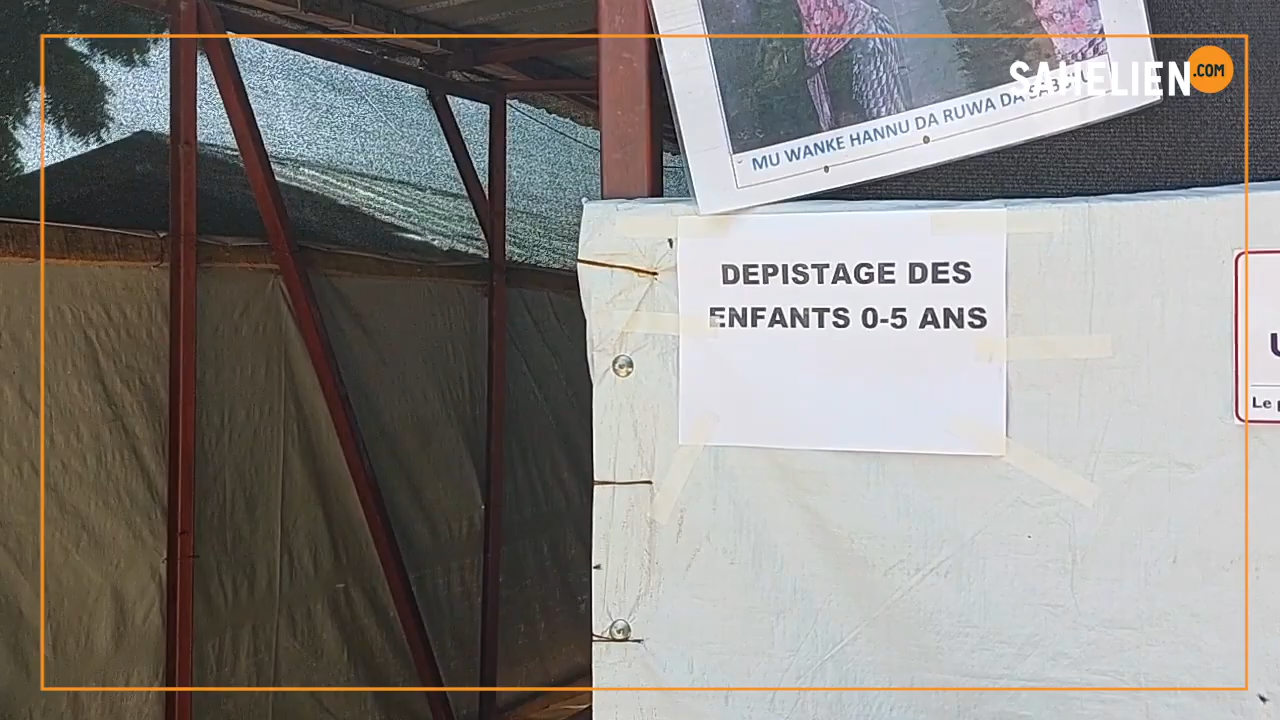 SAHELIEN.COM
MU WANKE HANNU DA RUWA DA
DEPISTAGE DES
ENFANTS 0-5 ANS
Le